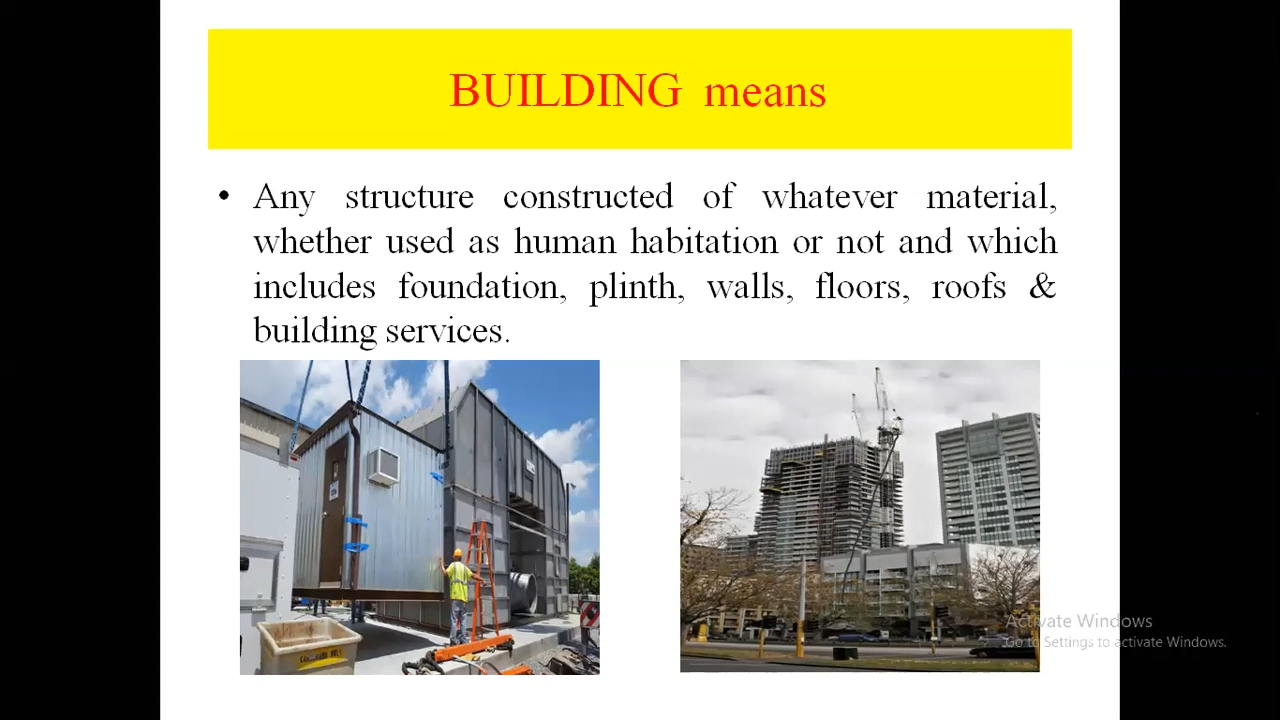 BUILDING means
• Any structure constructed of whatever material,
whether used as human habitation or not and which
includes foundation, plinth, walls, floors, roofs &
building services.
Activate Windows
Go to Settings to activate Windows.